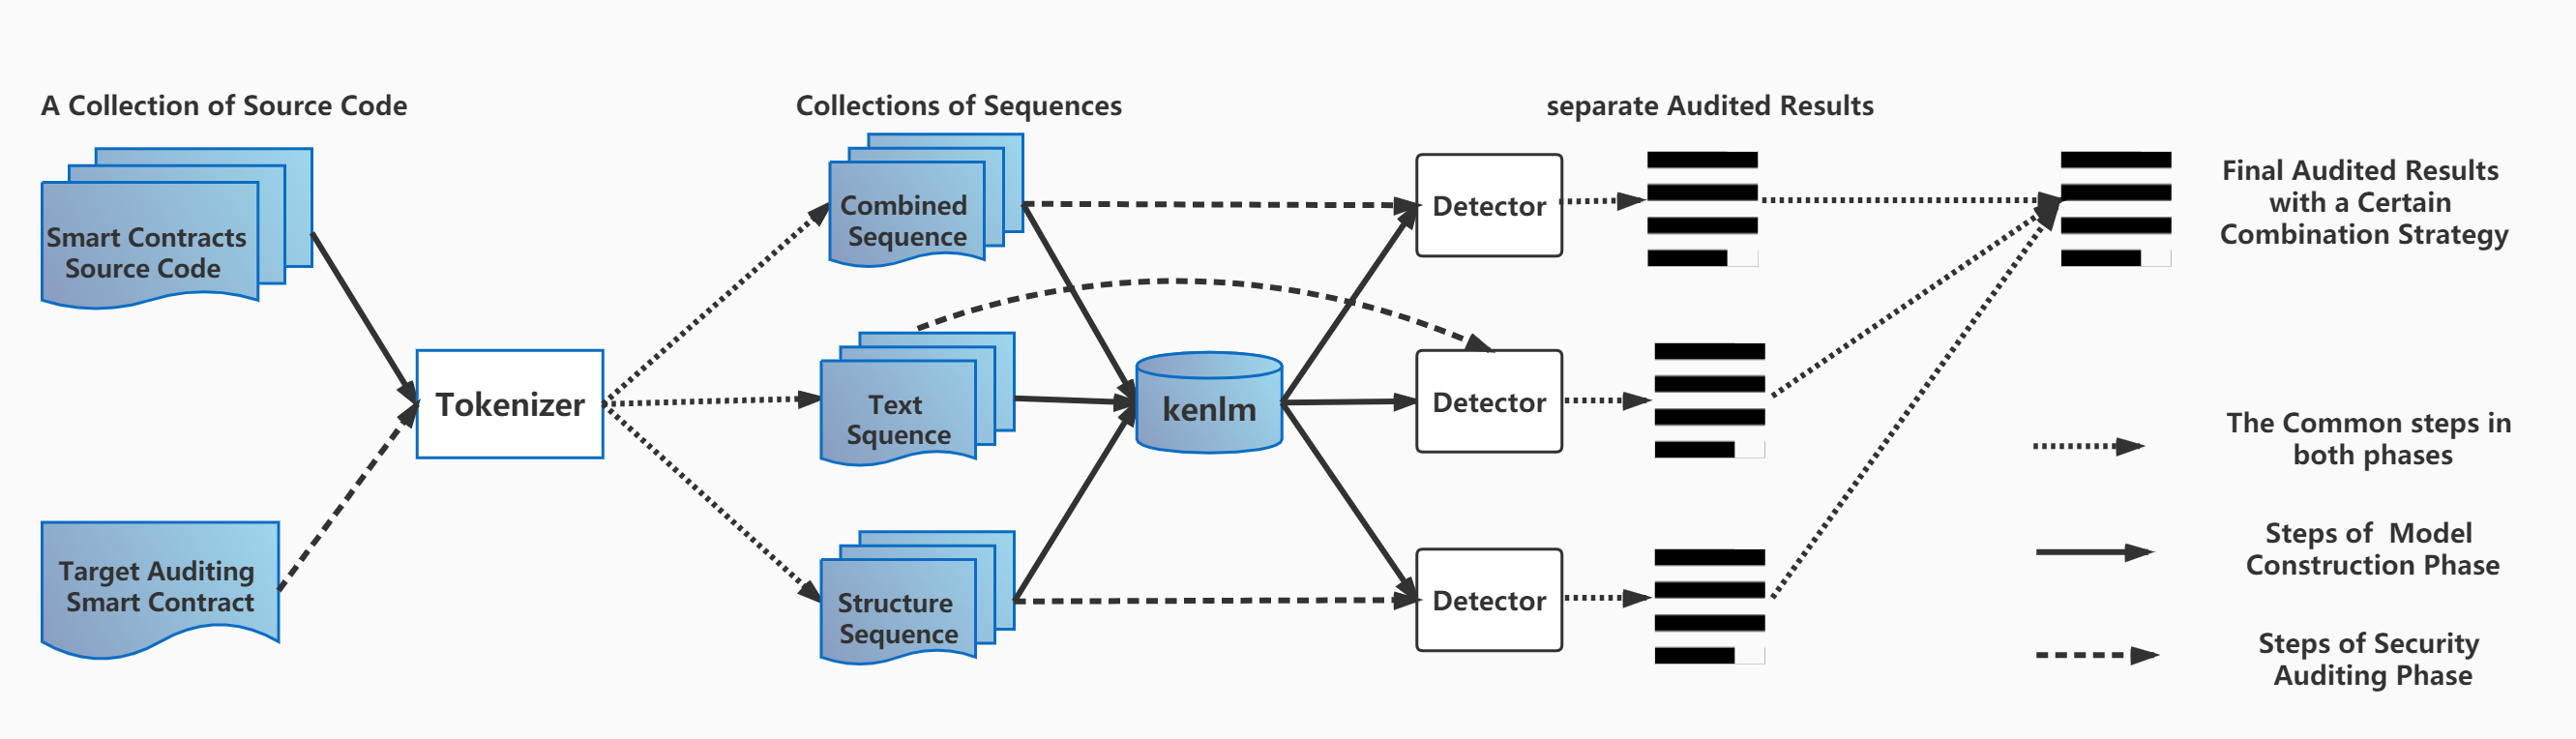 A Collection of Source Code
Smart Contracts
Source Code
Target Auditing
Smart Contract
Tokenizer
Collections of Sequences
Combined
Sequence
Text
Squence
Structure
Sequence
kenlm
Detector
Detector
Detector
separate Audited Results
Final Audited Results
with a Certain
Combination Strategy
The Common steps in
both phases
Steps of  Model
Construction Phase
Steps of Security
Auditing Phase